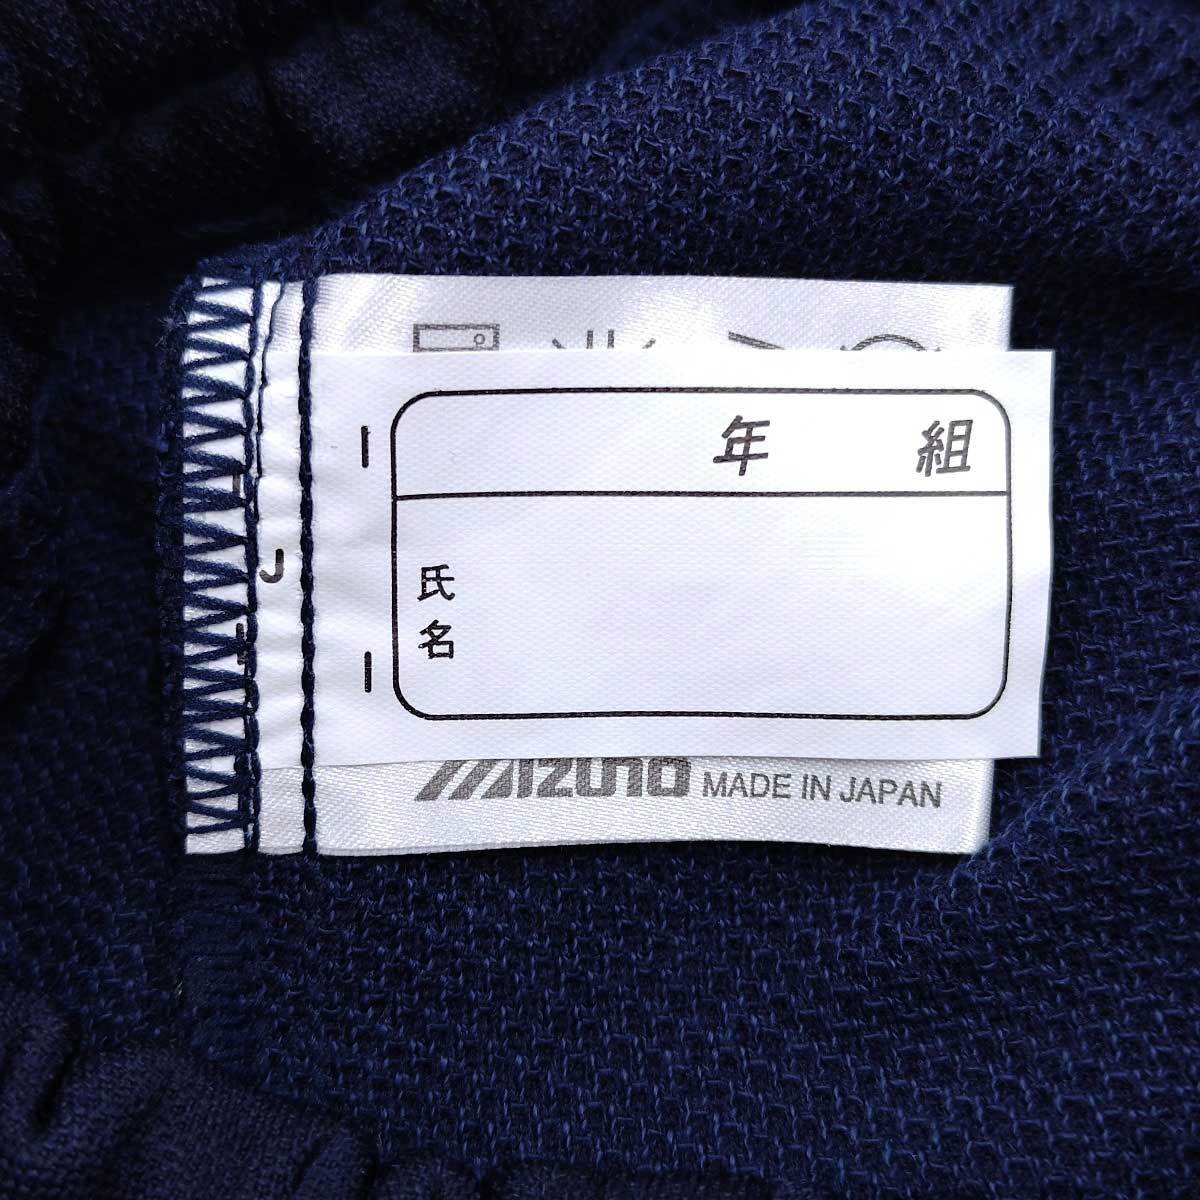 年 組
氏名
J
MIZUNO MADE IN JAPAN